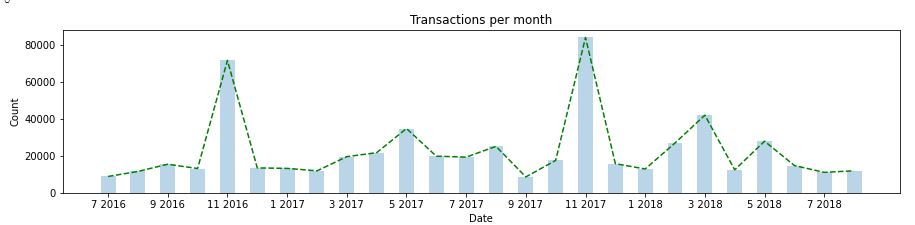 Transactions per month
80000
60000
40000
20000
0
Count
7 2016 9 2016 11 2016 1 2017 3 2017 5 2017 7 2017 9 2017 11 2017 1 2018 3 2018 5 2018 7 2018
Date